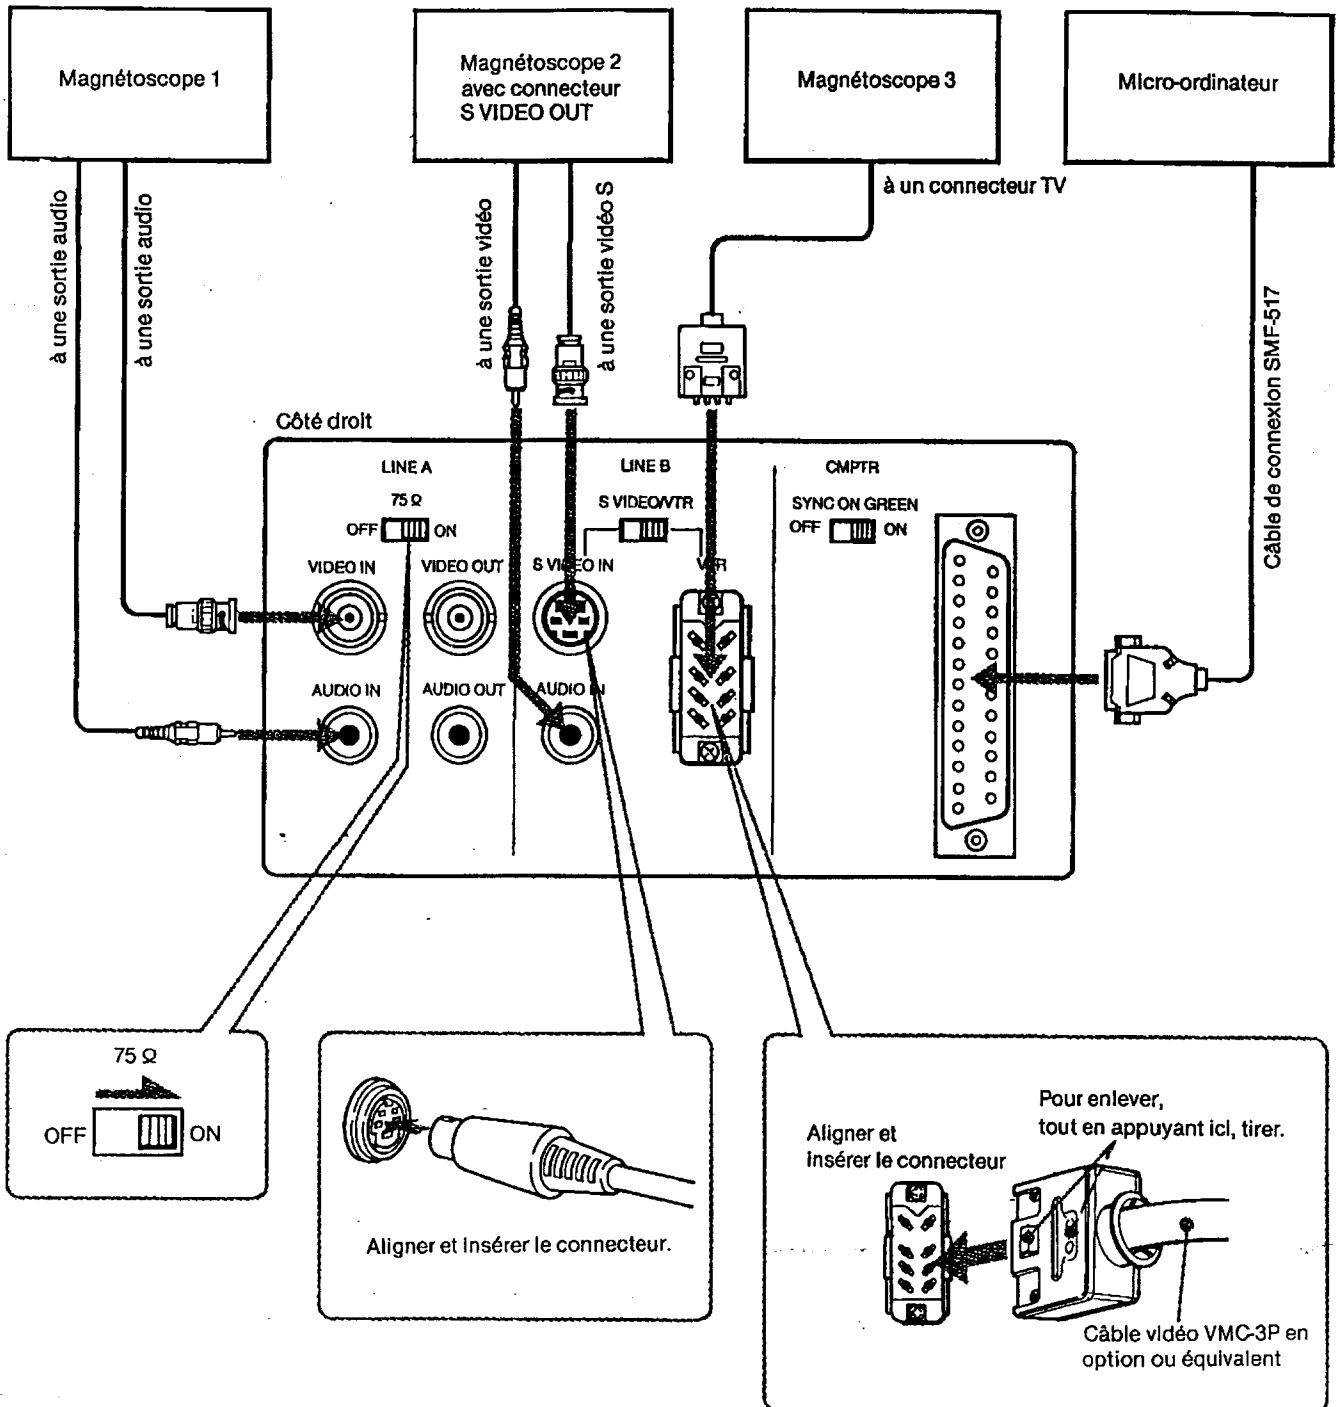 Magnétoscope 1
Magnétoscope 2
avec connecteur
S VIDEO OUT
Magnétoscope 3
Micro-ordinateur
à une sortie audio
à une sortie audio
à une sortie vidéo
à une sortie vidéo S
à un connecteur TV
Câble de connexion SMF-517
Côté droit
LINE A
LINE B
CMPTR
75 Ω
OFF
ON
S VIDEO/VTR
SYNC ON GREEN
OFF
ON
VIDEO IN
VIDEO OUT
S VIDEO IN
VTR
AUDIO IN
AUDIO OUT
AUDIO IN
75 Ω
OFF
ON
Aligner et Insérer le connecteur.
Aligner et
Insérer le connecteur
Pour enlever,
tout en appuyant ici, tirer.
Câble vidéo VMC-3P en
option ou équivalent